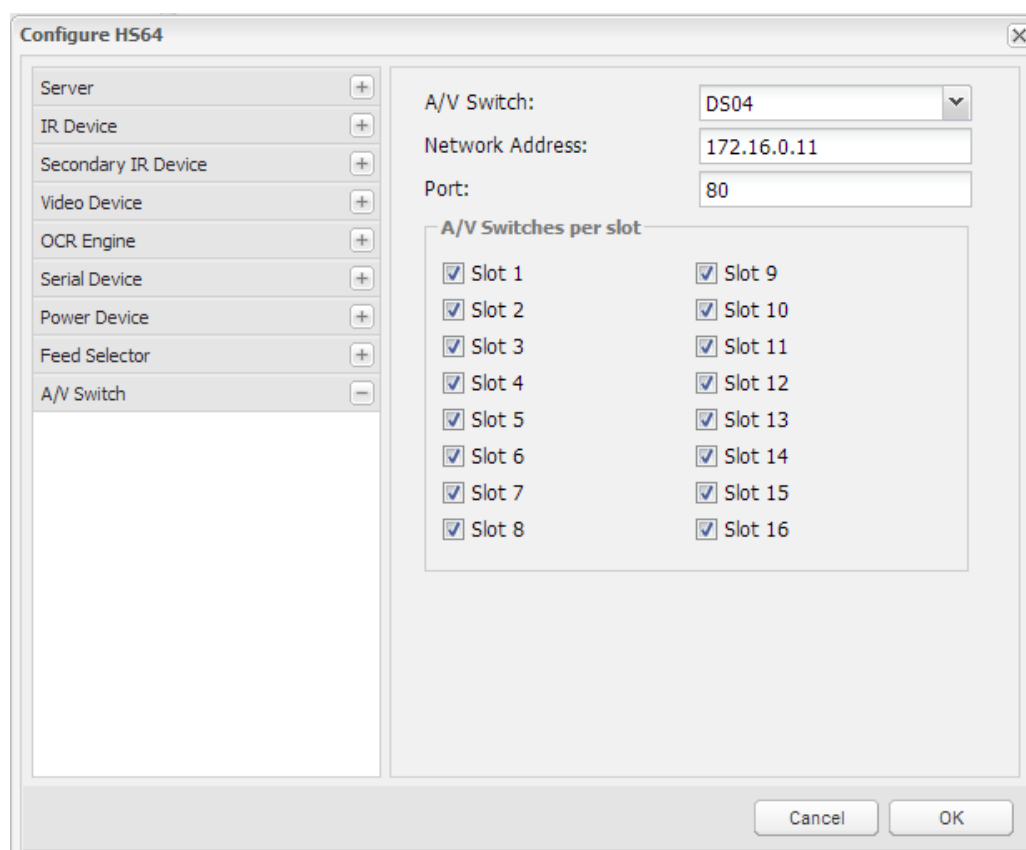 Configure HS64
Server
IR Device
Secondary IR Device
Video Device
OCR Engine
Serial Device
Power Device
Feed Selector
A/V Switch
A/V Switch: DS04
Network Address: 172.16.0.11
Port: 80
A/V Switches per slot
Slot 1 Slot 9
Slot 2 Slot 10
Slot 3 Slot 11
Slot 4 Slot 12
Slot 5 Slot 13
Slot 6 Slot 14
Slot 7 Slot 15
Slot 8 Slot 16
Cancel OK